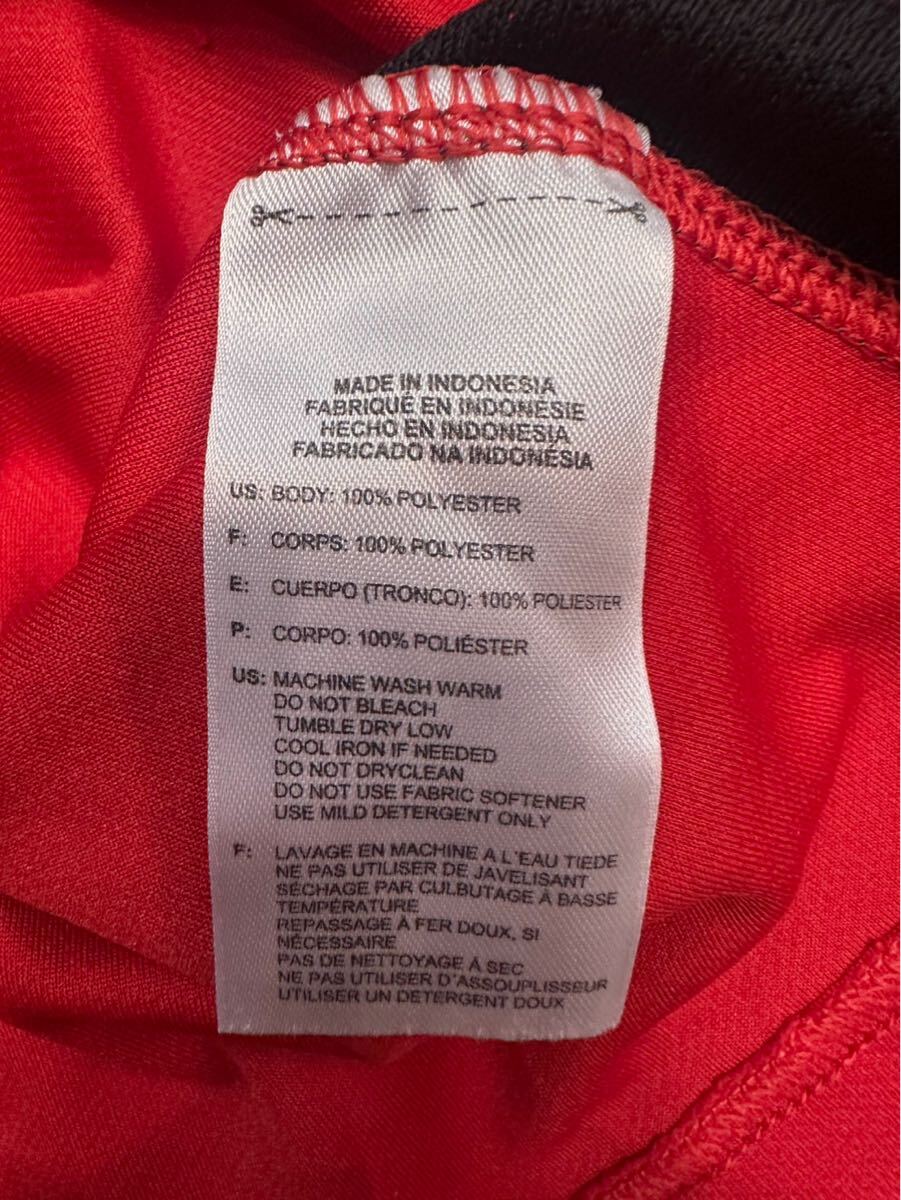 MADE IN INDONESIA
FABRIQUÉ EN INDONÉSIE
HECHO EN INDONESIA
FABRICADO NA INDONÉSIA
US: BODY: 100% POLYESTER
F: CORPS: 100% POLYESTER
E: CUERPO (TRONCO): 100% POLIESTER
P: CORPO: 100% POLIÉSTER
US: MACHINE WASH WARM
DO NOT BLEACH
TUMBLE DRY LOW
COOL IRON IF NEEDED
DO NOT DRYCLEAN
DO NOT USE FABRIC SOFTENER
USE MILD DETERGENT ONLY
F: LAVAGE EN MACHINE A L'EAU TIEDE
NE PAS UTILISER DE JAVELISANT
SÉCHAGE PAR CULBUTAGE À BASSE
TEMPÉRATURE
REPASSAGE À FER DOUX, SI
NÉCESSAIRE
PAS DE NETTOYAGE À SEC
NE PAS UTILISER D'ASSOUPLISSEUR
UTILISER UN DETERGENT DOUX